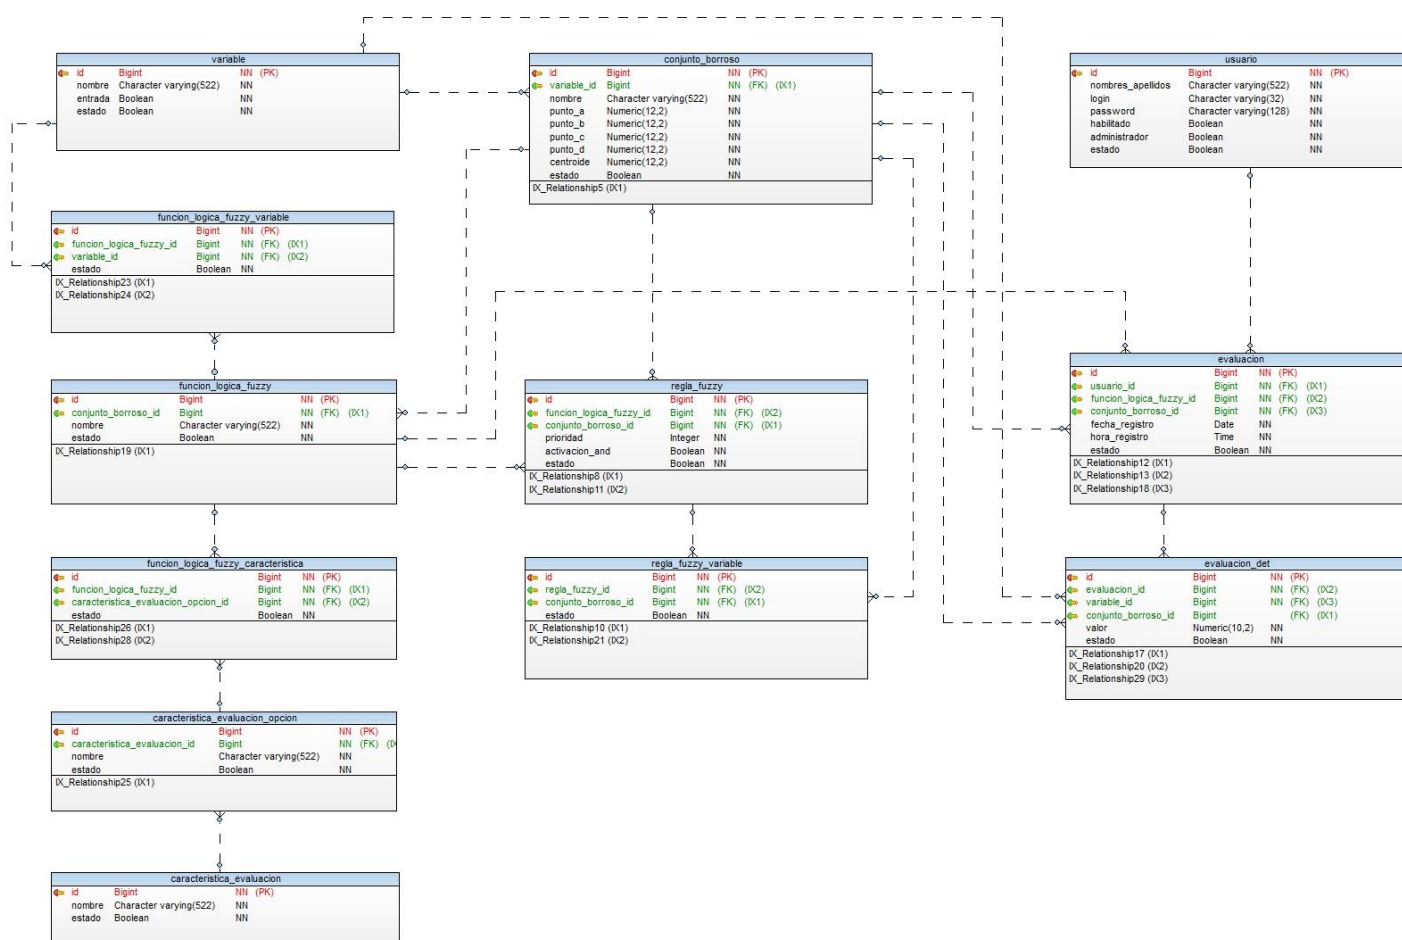 variable
id Bigint NN (PK)
nombre Character varying(522) NN
entrada Boolean NN
estado Boolean NN
conjunto_borroso
id Bigint NN (PK)
variable_id Bigint NN (FK) (IX1)
nombre Character varying(522) NN
punto_a Numeric(12,2) NN
punto_b Numeric(12,2) NN
punto_c Numeric(12,2) NN
punto_d Numeric(12,2) NN
centroide Numeric(12,2) NN
estado Boolean NN
IX_Relationship5 (IX1)
usuario
id Bigint NN (PK)
nombres_apellidos Character varying(522) NN
login Character varying(32) NN
password Character varying(128) NN
habilitado Boolean NN
administrador Boolean NN
estado Boolean NN
funcion_logica_fuzzy_variable
id Bigint NN (PK)
funcion_logica_fuzzy_id Bigint NN (FK) (IX1)
variable_id Bigint NN (FK) (IX2)
estado Boolean NN
IX_Relationship23 (IX1)
IX_Relationship24 (IX2)
funcion_logica_fuzzy
id Bigint NN (PK)
conjunto_borroso_id Bigint NN (FK) (IX1)
nombre Character varying(522) NN
estado Boolean NN
IX_Relationship19 (IX1)
regla_fuzzy
id Bigint NN (PK)
funcion_logica_fuzzy_id Bigint NN (FK) (IX2)
conjunto_borroso_id Bigint NN (FK) (IX1)
prioridad Integer NN
activacion_and Boolean NN
estado Boolean NN
IX_Relationship8 (IX1)
IX_Relationship11 (IX2)
evaluacion
id Bigint NN (PK)
usuario_id Bigint NN (FK) (IX1)
funcion_logica_fuzzy_id Bigint NN (FK) (IX2)
conjunto_borroso_id Bigint NN (FK) (IX3)
fecha_registro Date NN
hora_registro Time NN
estado Boolean NN
IX_Relationship12 (IX1)
IX_Relationship13 (IX2)
IX_Relationship18 (IX3)
funcion_logica_fuzzy_caracteristica
id Bigint NN (PK)
funcion_logica_fuzzy_id Bigint NN (FK) (IX1)
caracteristica_evaluacion_opcion_id Bigint NN (FK) (IX2)
estado Boolean NN
IX_Relationship26 (IX1)
IX_Relationship28 (IX2)
regla_fuzzy_variable
id Bigint NN (PK)
regla_fuzzy_id Bigint NN (FK) (IX2)
conjunto_borroso_id Bigint NN (FK) (IX1)
estado Boolean NN
IX_Relationship10 (IX1)
IX_Relationship21 (IX2)
evaluacion_det
id Bigint NN (PK)
evaluacion_id Bigint NN (FK) (IX2)
variable_id Bigint NN (FK) (IX3)
conjunto_borroso_id Bigint (FK) (IX1)
valor Numeric(10,2) NN
estado Boolean NN
IX_Relationship17 (IX1)
IX_Relationship20 (IX2)
IX_Relationship29 (IX3)
caracteristica_evaluacion_opcion
id Bigint NN (PK)
caracteristica_evaluacion_id Bigint NN (FK)
nombre Character varying(522) NN
estado Boolean NN
IX_Relationship25 (IX1)
caracteristica_evaluacion
id Bigint NN (PK)
nombre Character varying(522) NN
estado Boolean NN